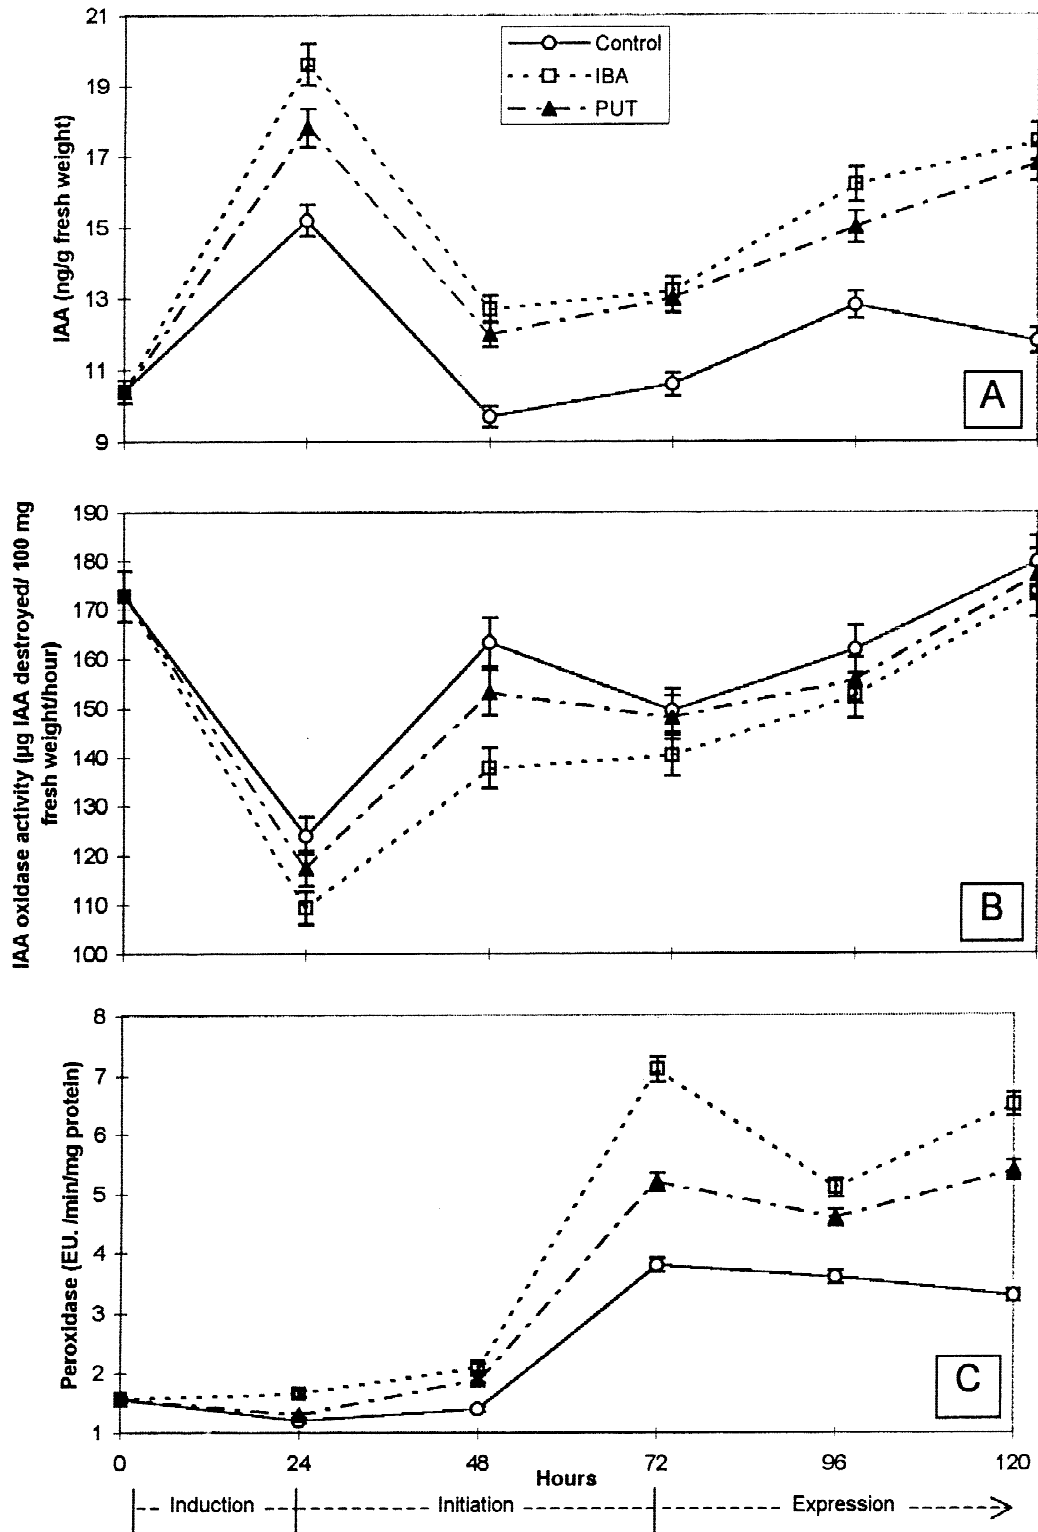 21
19
17
15
13
11
9
IAA (ng/g fresh weight)
Control
IBA
PUT
A
190
180
170
160
150
140
130
120
110
100
IAA oxidase activity (µg IAA destroyed/ 100 mg
fresh weight/hour)
B
8
7
6
5
4
3
2
1
Peroxidase (EU. /min/mg protein)
C
0 24 48 72 96 120
Hours
Induction Initiation Expression